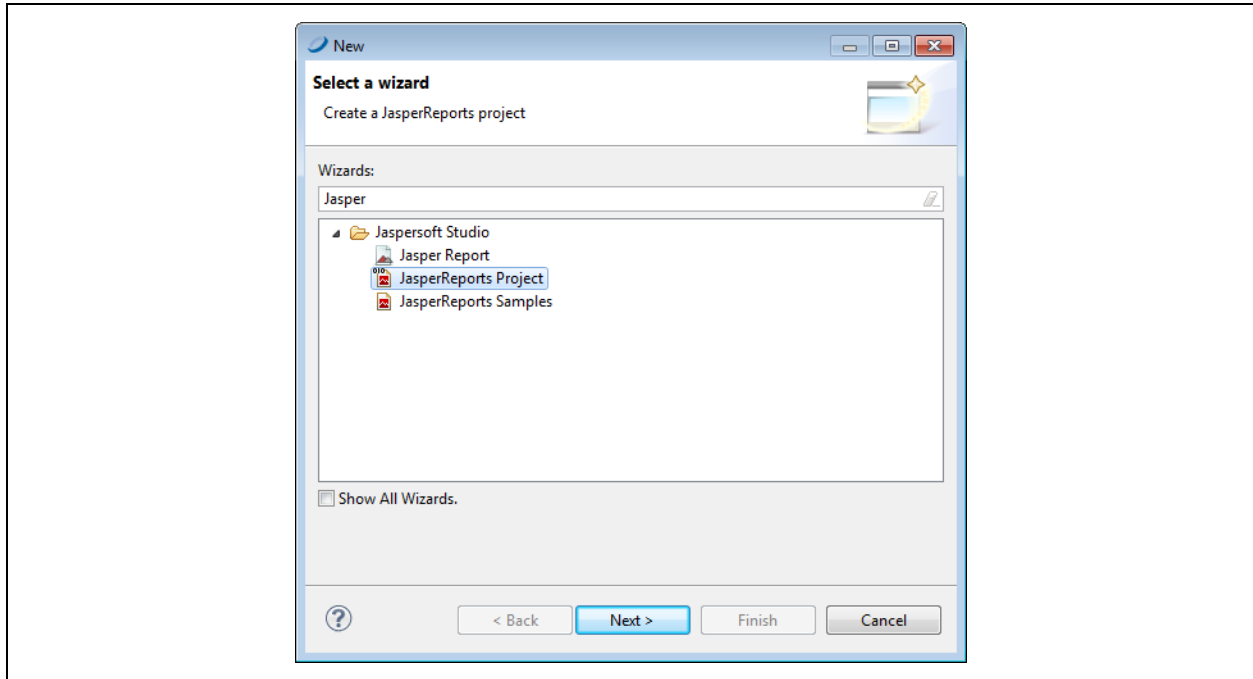 New
Select a wizard
Create a JasperReports project
Wizards:
Jasper
Jaspersoft Studio
Jasper Report
JasperReports Project
JasperReports Samples
Show All Wizards.
? < Back Next > Finish Cancel